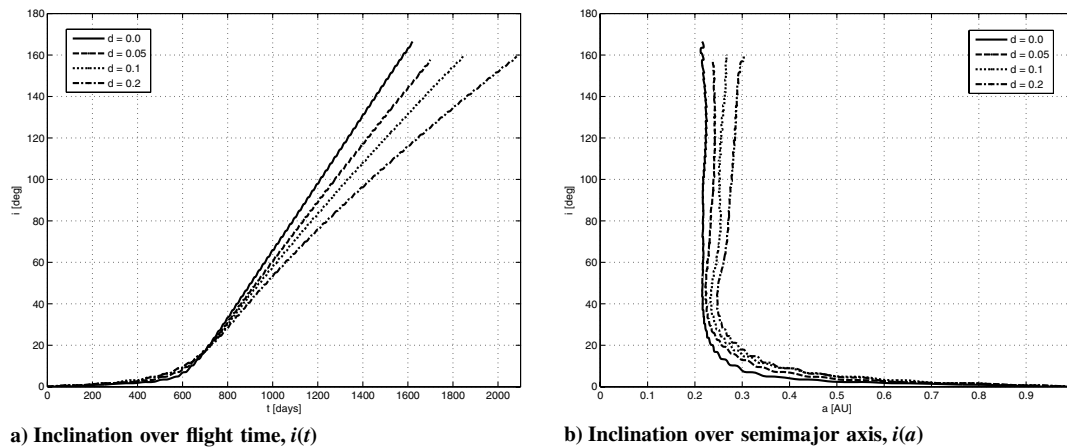 180
160
140
120
100
80
60
40
20
0
i [deg]
d = 0.0
d = 0.05
d = 0.1
d = 0.2
0 200 400 600 800 1000 1200 1400 1600 1800 2000
t [days]
a) Inclination over flight time, i(t)
180
160
140
120
100
80
60
40
20
0
i [deg]
d = 0.0
d = 0.05
d = 0.1
d = 0.2
0 0.1 0.2 0.3 0.4 0.5 0.6 0.7 0.8 0.9
a [AU]
b) Inclination over semimajor axis, i(a)